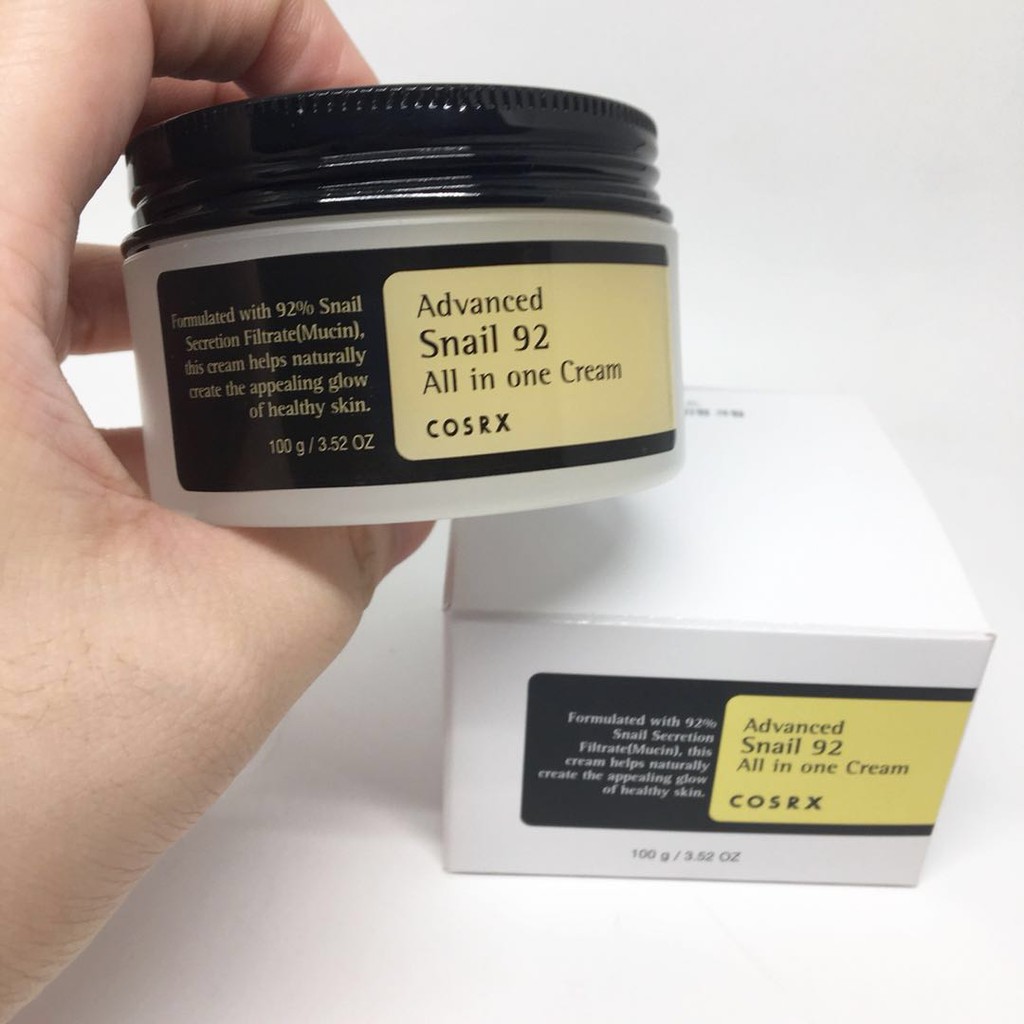 Formulated with 92% Snail
Secretion Filtrate(Mucin),
this cream helps naturally
create the appealing glow
of healthy skin.
100 g / 3.52 OZ
Advanced
Snail 92
All in one Cream
COSRX
Formulated with 92%
Snail Secretion
Filtrate(Mucin), this
cream helps naturally
create the appealing glow
of healthy skin.
Advanced
Snail 92
All in one Cream
COSRX
100 g / 3.52 OZ